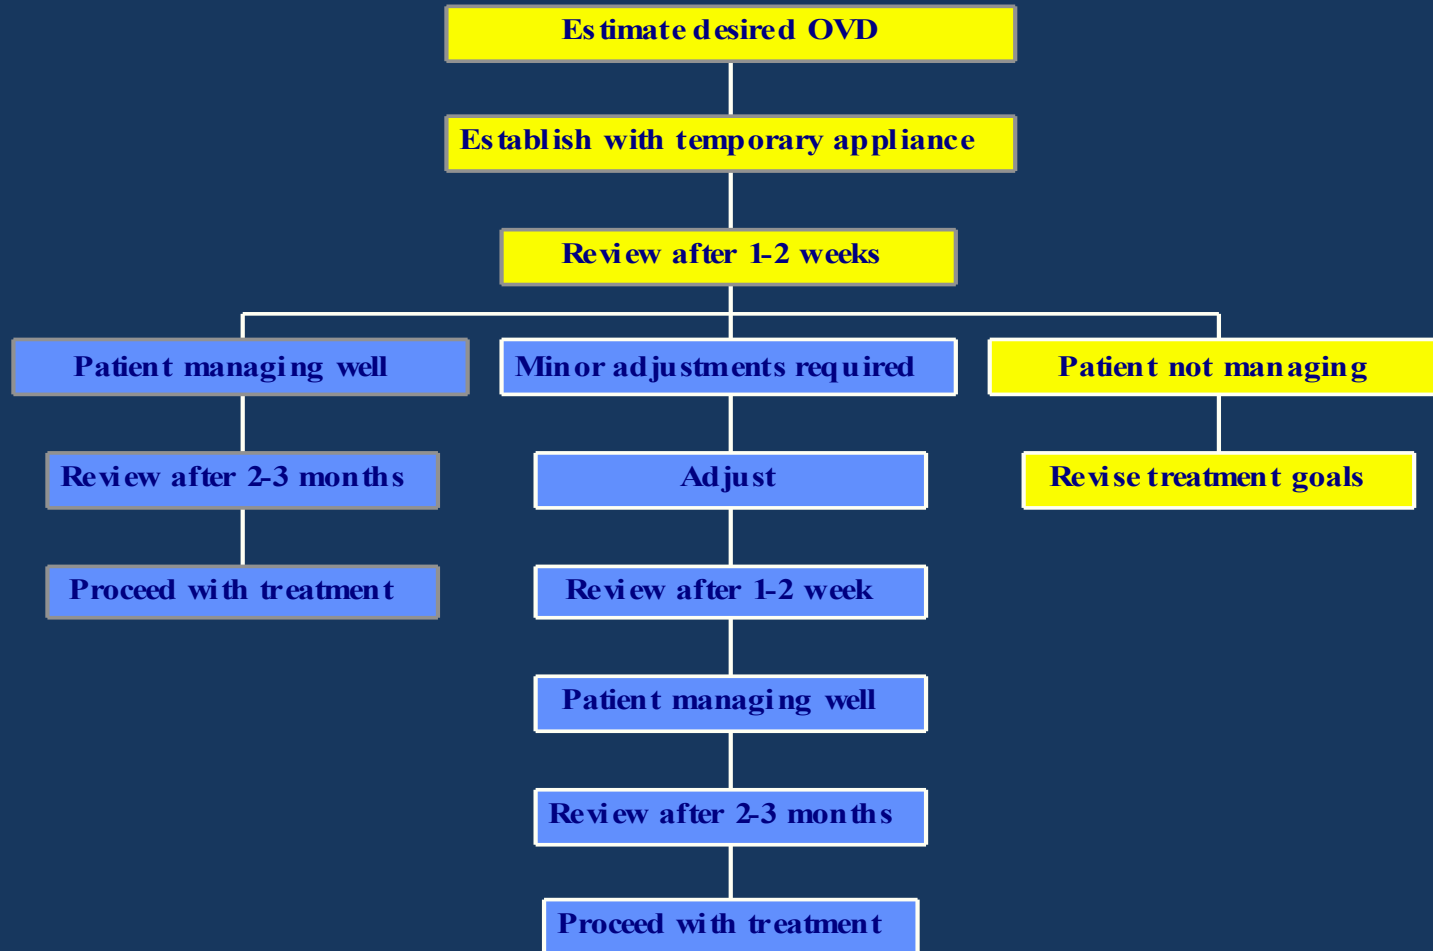 Estimate desired OVD
Establish with temporary appliance
Review after 1-2 weeks
Patient managing well
Minor adjustments required
Patient not managing
Review after 2-3 months
Adjust
Revise treatment goals
Proceed with treatment
Review after 1-2 week
Patient managing well
Review after 2-3 months
Proceed with treatment